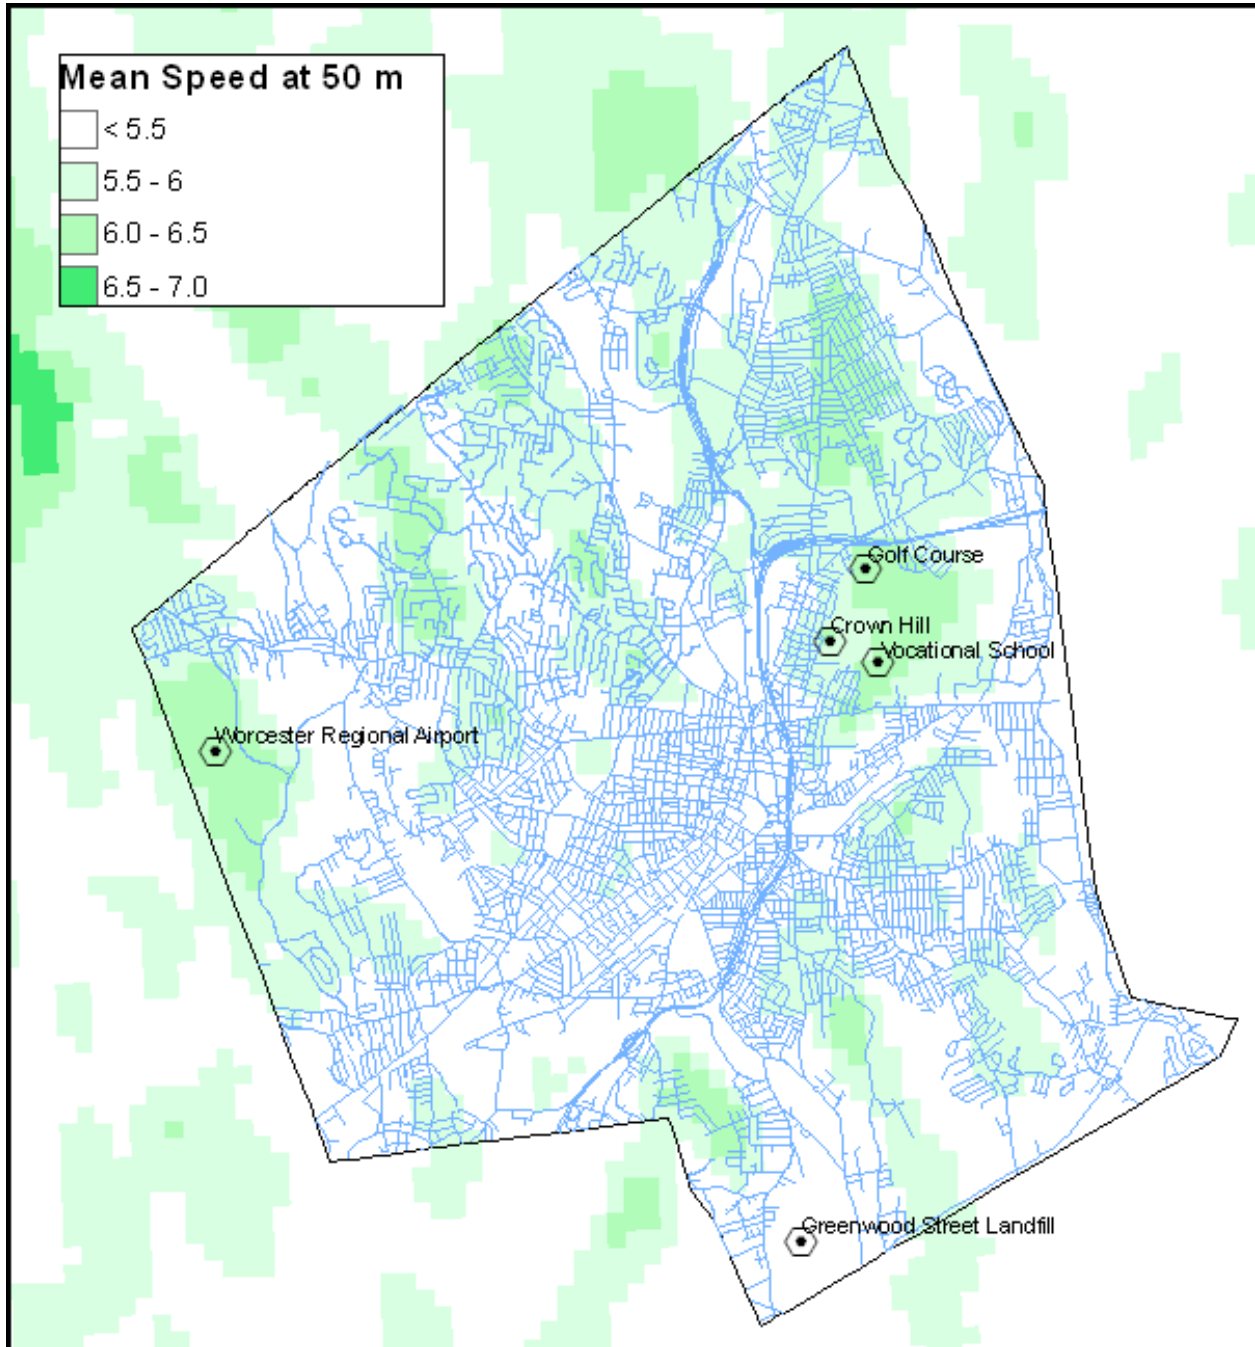 Mean Speed at 50 m
< 5.5
5.5 - 6
6.0 - 6.5
6.5 - 7.0
Golf Course
Crown Hill
Vocational School
Worcester Regional Airport
Greenwood Street Landfill